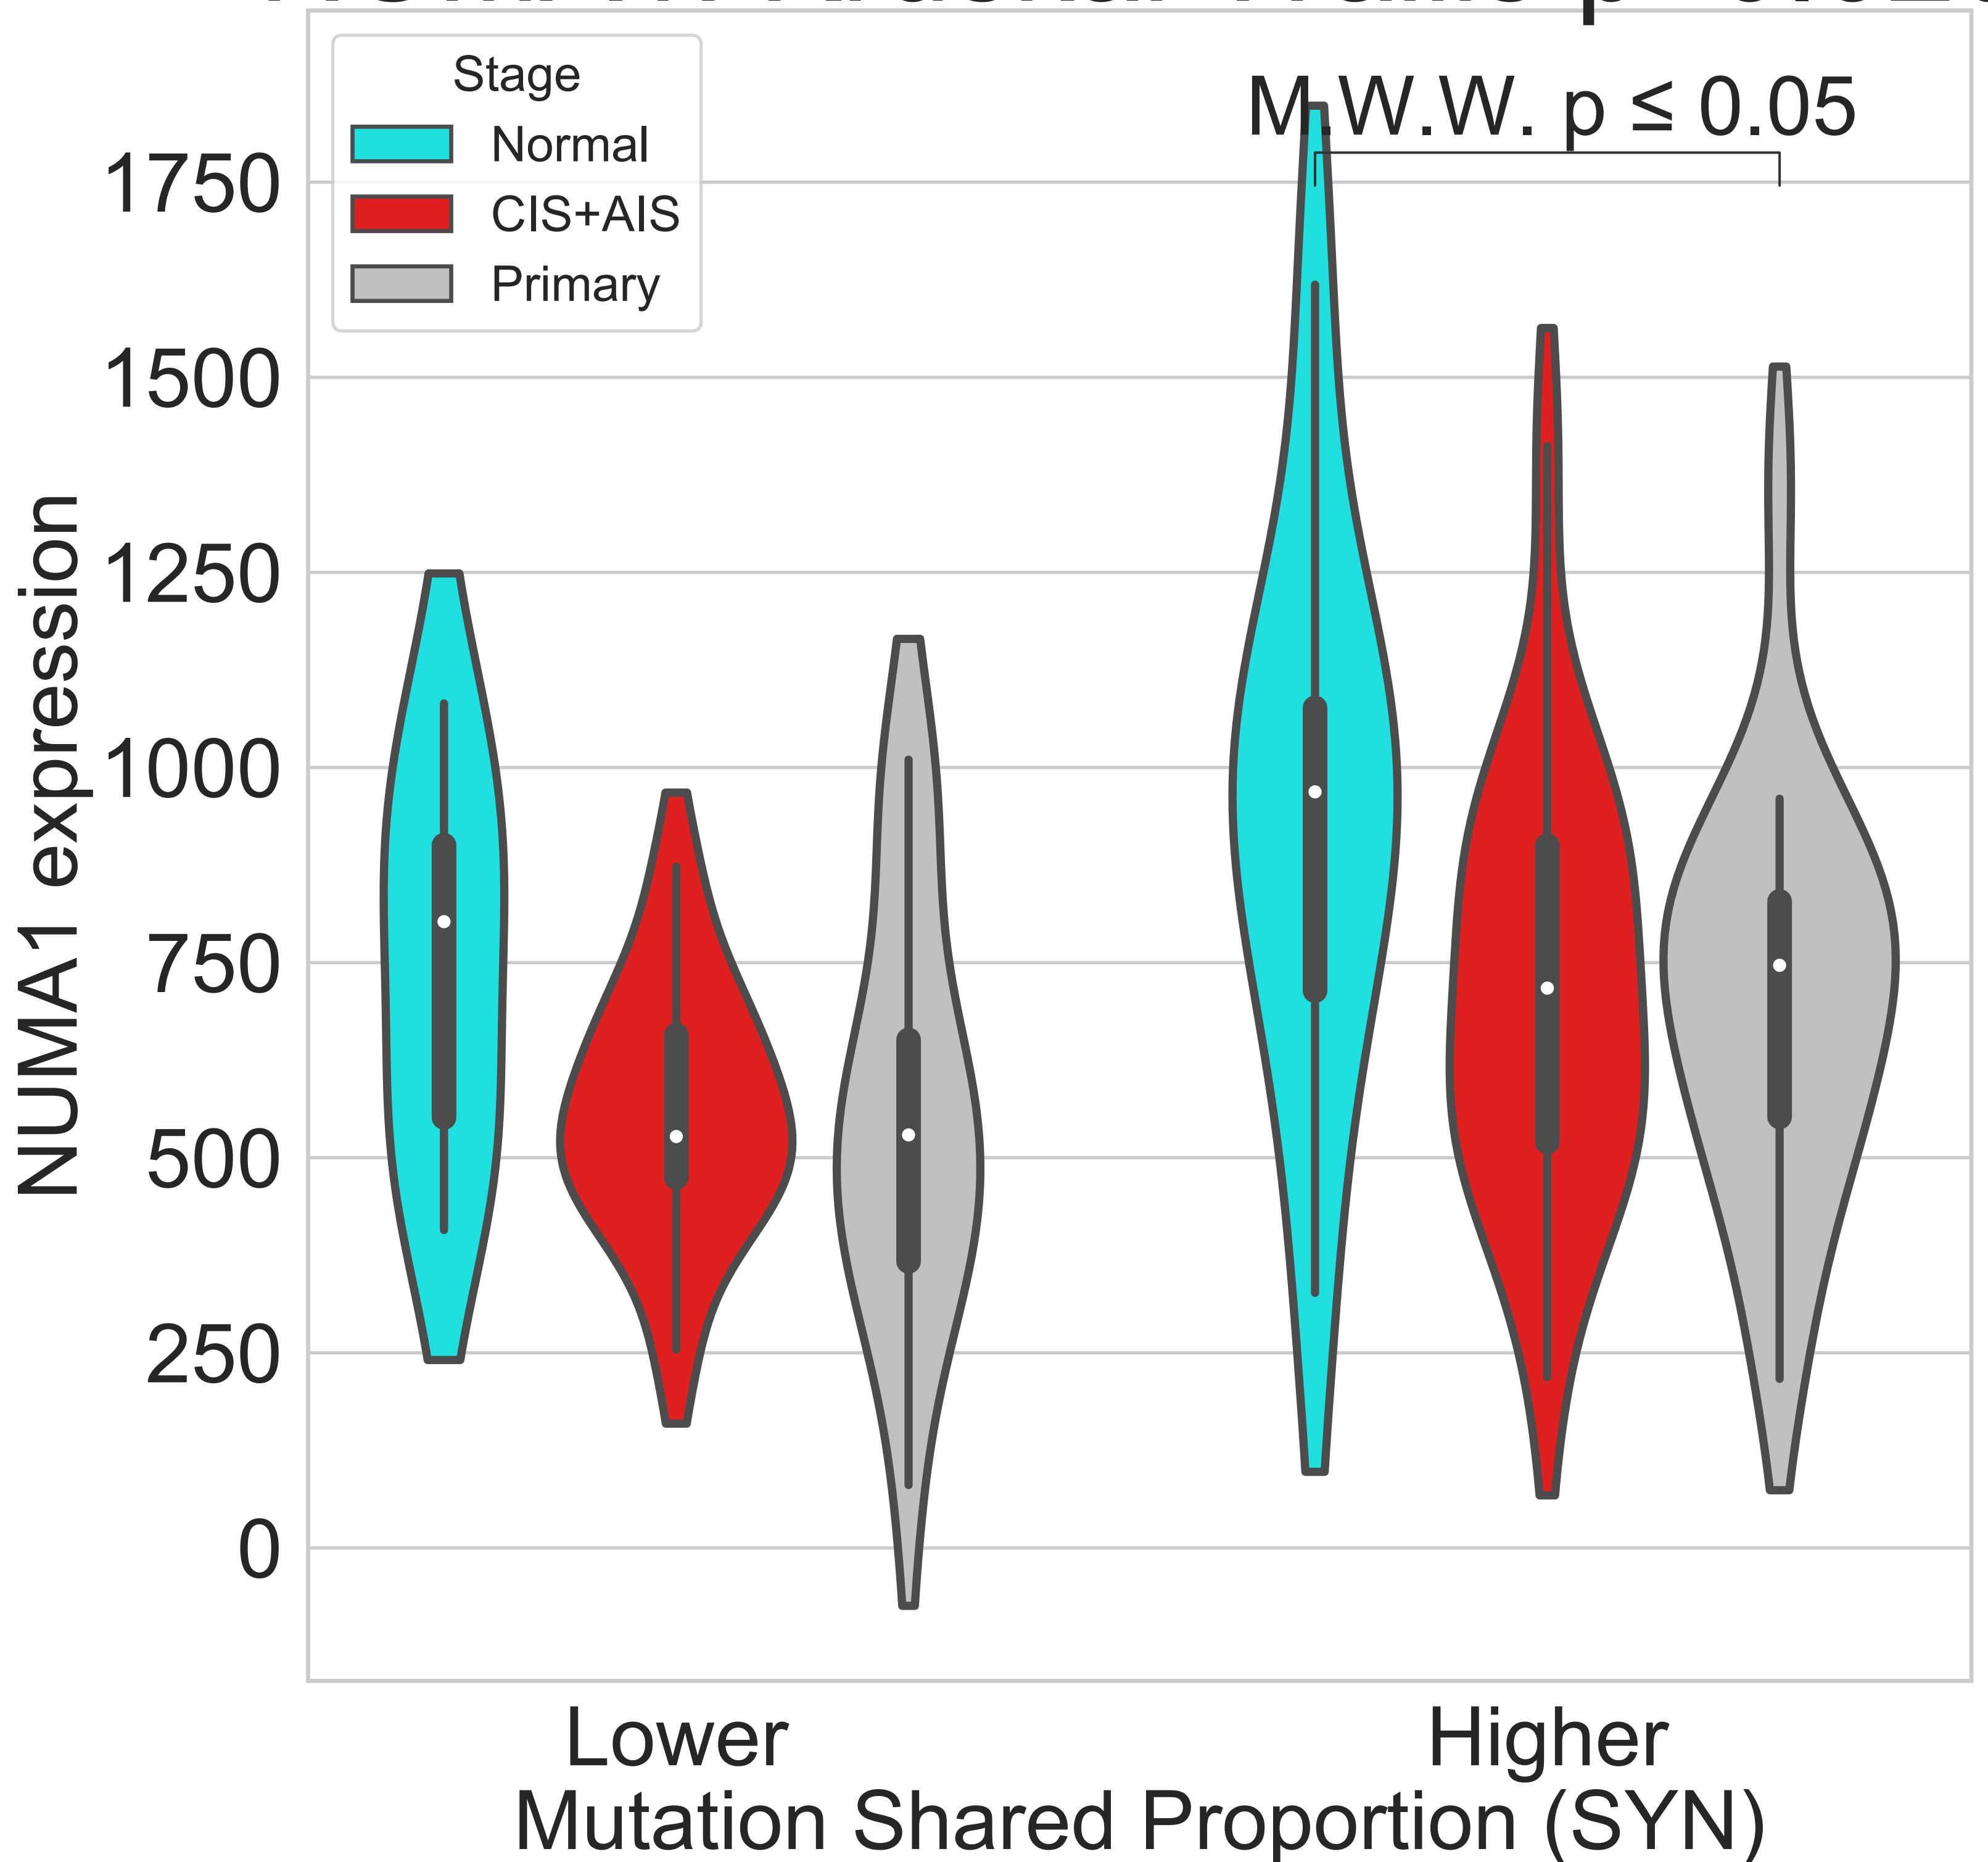 M.W.W. p ≤ 0.05
Stage
Normal
CIS+AIS
Primary
1750
1500
1250
1000
750
500
250
0
NUMA1 expression
Lower
Higher
Mutation Shared Proportion (SYN)